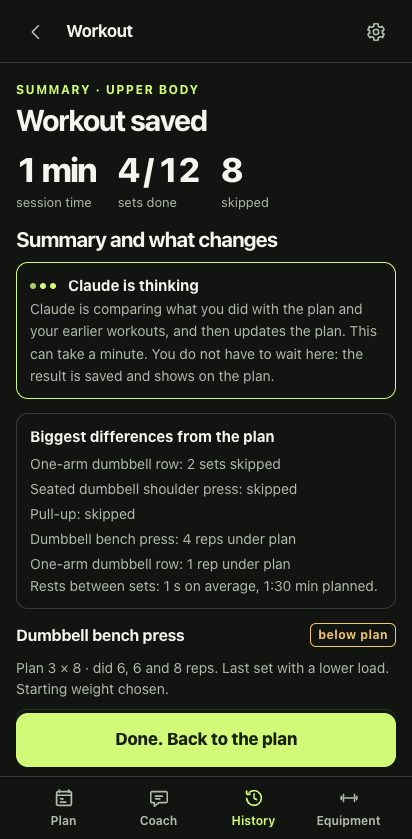 Workout
SUMMARY · UPPER BODY
Workout saved
1 min 4/12 8
session time sets done skipped
Summary and what changes
Claude is thinking
Claude is comparing what you did with the plan and
your earlier workouts, and then updates the plan. This
can take a minute. You do not have to wait here: the
result is saved and shows on the plan.
Biggest differences from the plan
One-arm dumbbell row: 2 sets skipped
Seated dumbbell shoulder press: skipped
Pull-up: skipped
Dumbbell bench press: 4 reps under plan
One-arm dumbbell row: 1 rep under plan
Rests between sets: 1 s on average, 1:30 min planned.
Dumbbell bench press below plan
Plan 3 × 8 · did 6, 6 and 8 reps. Last set with a lower load.
Starting weight chosen.
Done. Back to the plan
Plan Coach History Equipment